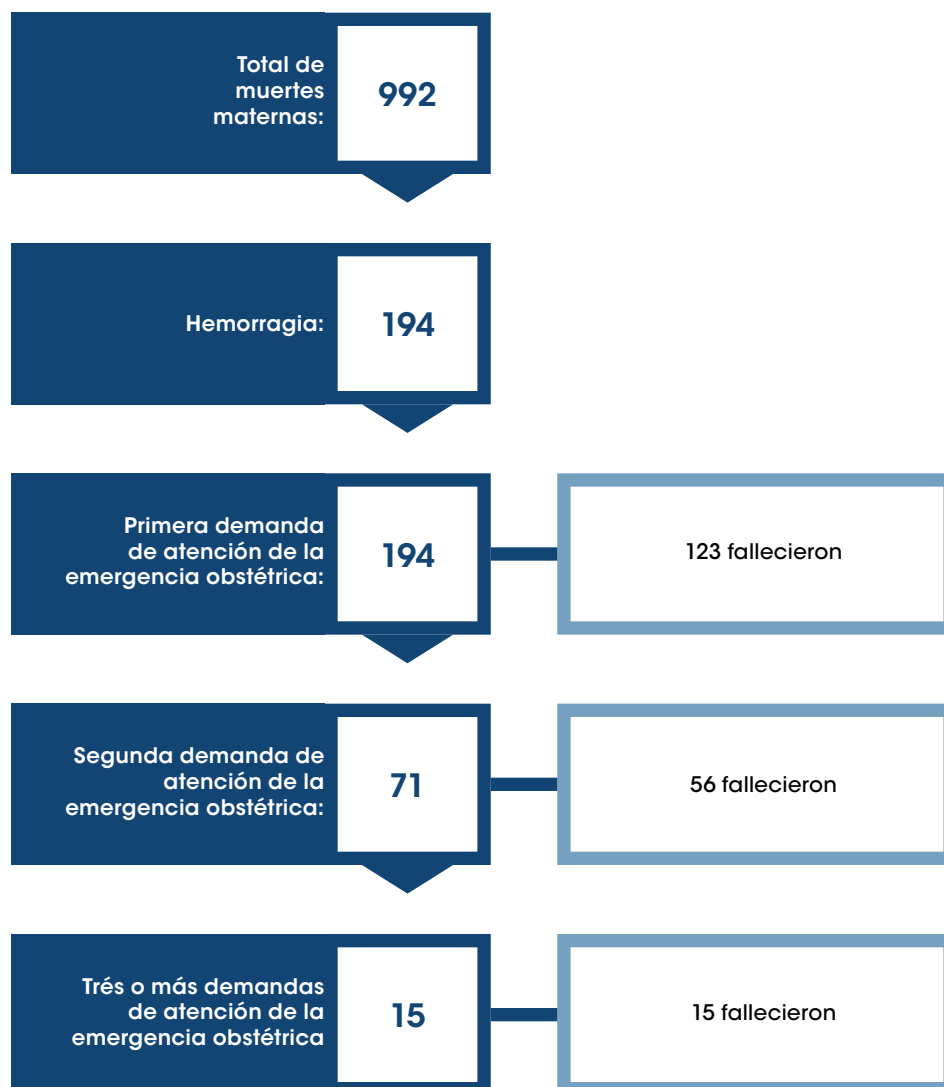 Total de
muertes
maternas:
992
Hemorragia:
194
Primera demanda
de atención de la
emergencia obstétrica:
194
123 fallecieron
Segunda demanda de
atención de la
emergencia obstétrica:
71
56 fallecieron
Trés o más demandas
de atención de la
emergencia obstétrica
15
15 fallecieron